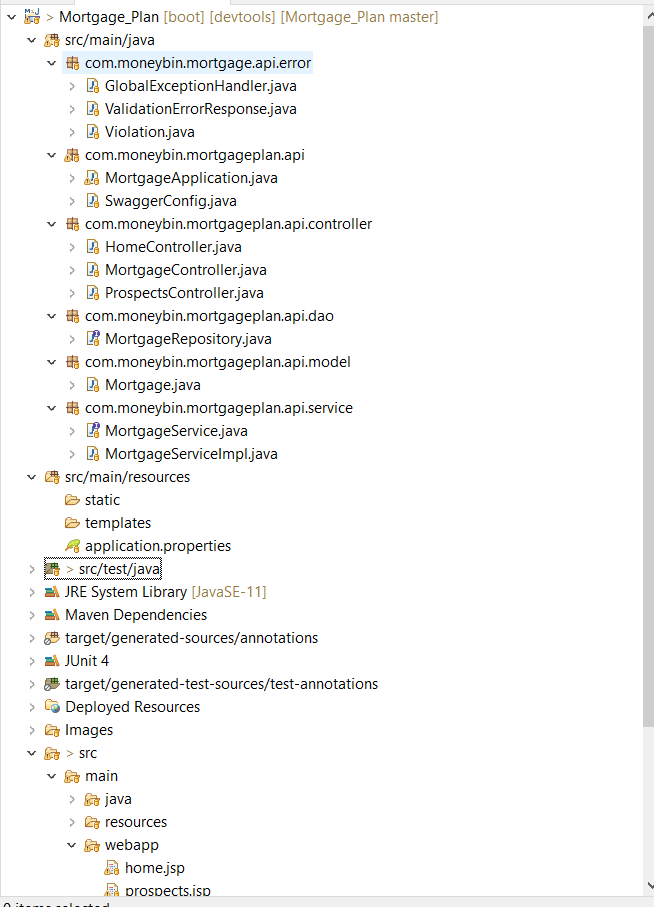 > Mortgage_Plan [boot] [devtools] [Mortgage_Plan master]
src/main/java
com.moneybin.mortgage.api.error
GlobalExceptionHandler.java
ValidationErrorResponse.java
Violation.java
com.moneybin.mortgageplan.api
MortgageApplication.java
SwaggerConfig.java
com.moneybin.mortgageplan.api.controller
HomeController.java
MortgageController.java
ProspectsController.java
com.moneybin.mortgageplan.api.dao
MortgageRepository.java
com.moneybin.mortgageplan.api.model
Mortgage.java
com.moneybin.mortgageplan.api.service
MortgageService.java
MortgageServiceImpl.java
src/main/resources
static
templates
application.properties
> src/test/java
JRE System Library [JavaSE-11]
Maven Dependencies
target/generated-sources/annotations
JUnit 4
target/generated-test-sources/test-annotations
Deployed Resources
Images
> src
main
java
resources
webapp
home.jsp
prospects.jsp
items selected